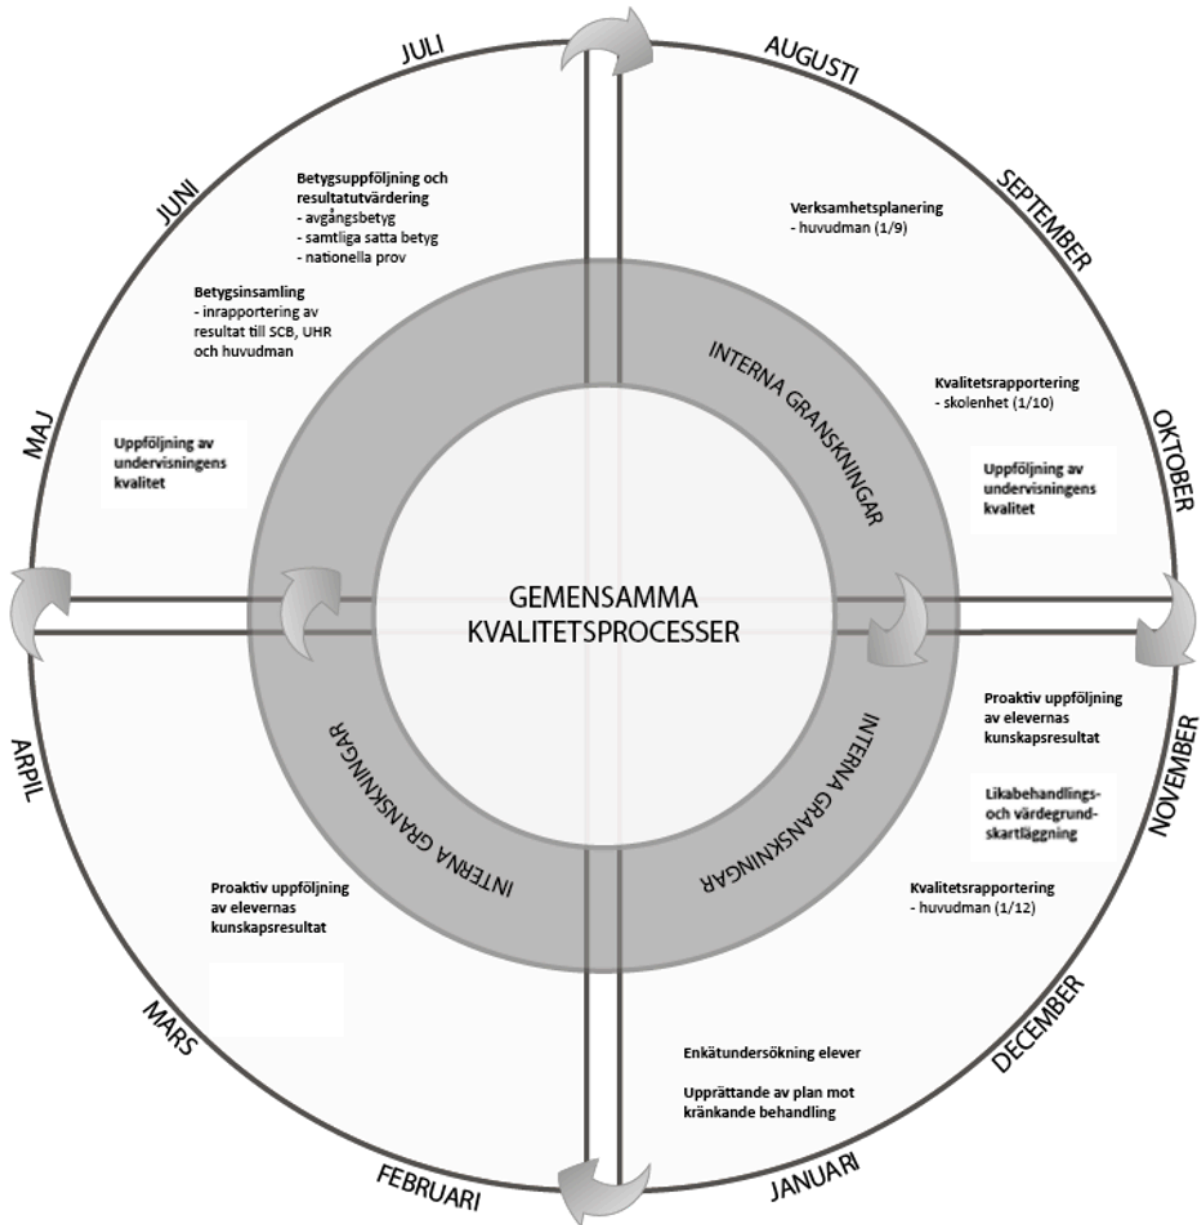 JULI
AUGUSTI
JUNI
SEPTEMBER
Betygsuppföljning och
resultatutvärdering
- avgångsbetyg
- samtliga satta betyg
- nationella prov
Verksamhetsplanering
- huvudman (1/9)
Betygsinsamling
- inrapportering av
resultat till SCB, UHR
och huvudman
INTERNA GRANSKNINGAR
Kvalitetsrapportering
- skolenhet (1/10)
MAJ
OKTOBER
Uppföljning av
undervisningens
kvalitet
Uppföljning av
undervisningens
kvalitet
GEMENSAMMA
KVALITETSPROCESSER
Proaktiv uppföljning
av elevernas
kunskapsresultat
ARPIL
INTERNA GRANSKNINGAR
INTERNA GRANSKNINGAR
NOVEMBER
Likabehandlings-
och värdegrund-
skartläggning
Proaktiv uppföljning
av elevernas
kunskapsresultat
Kvalitetsrapportering
- huvudman (1/12)
MARS
DECEMBER
Enkätundersökning elever
Upprättande av plan mot
kränkande behandling
FEBRUARI
JANUARI